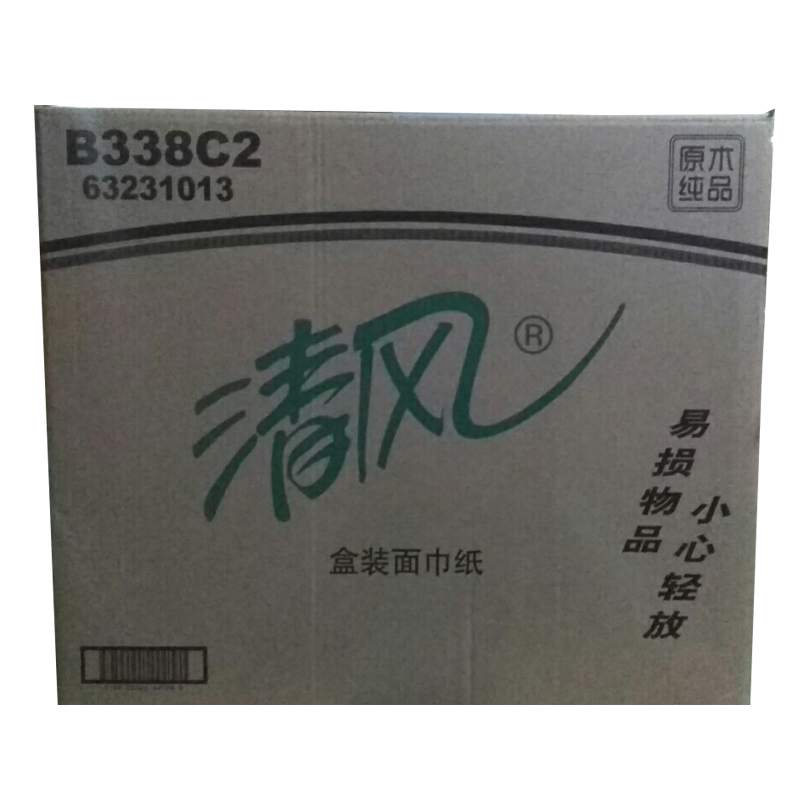 B338C2
63231013
原木
纯品
清风®
盒装面巾纸
易损物品
小心轻放